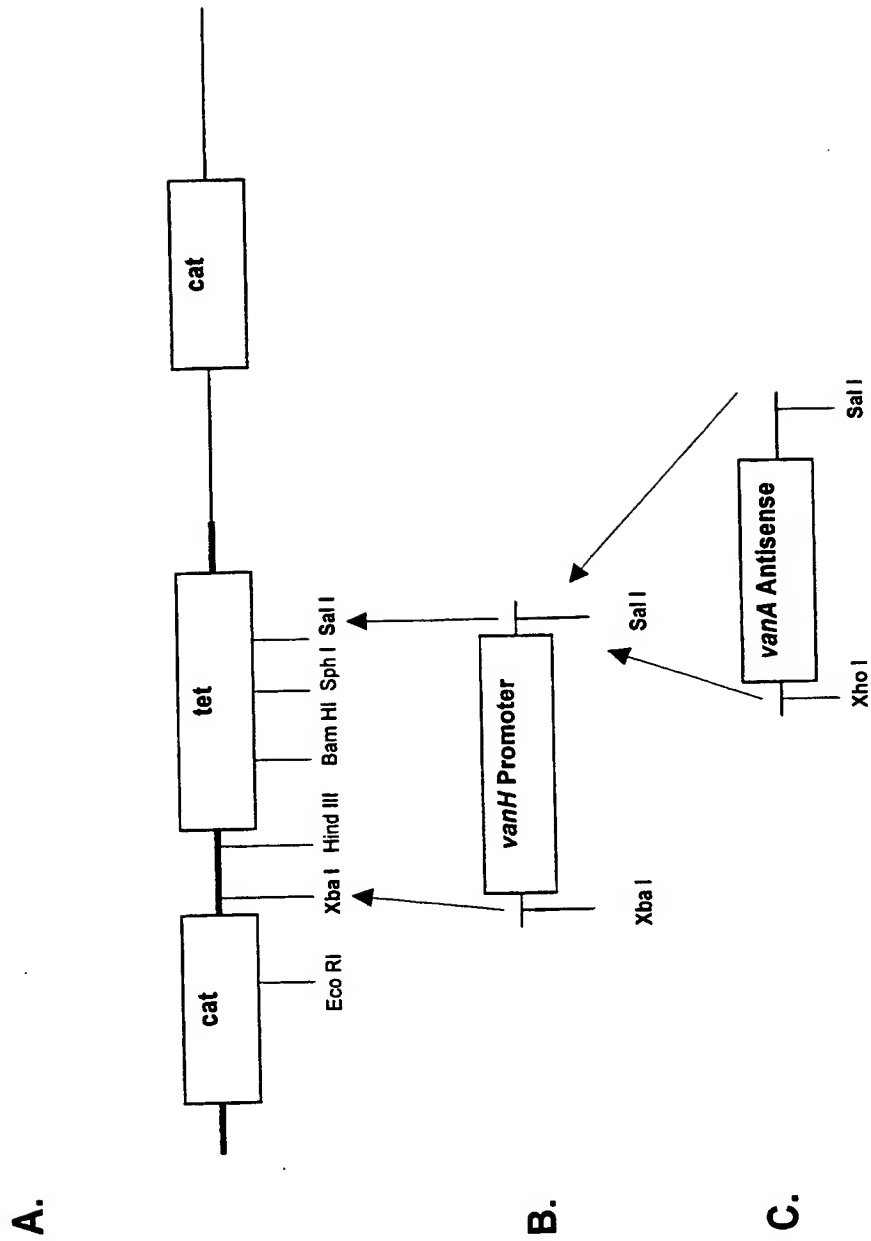 A.
cat
tet
cat
Eco RI
Xba I
Hind III
Bam HI
Sph I
Sal I
B.
vanH Promoter
Xba I
Sal I
C.
vanA Antisense
Xho I
Sal I